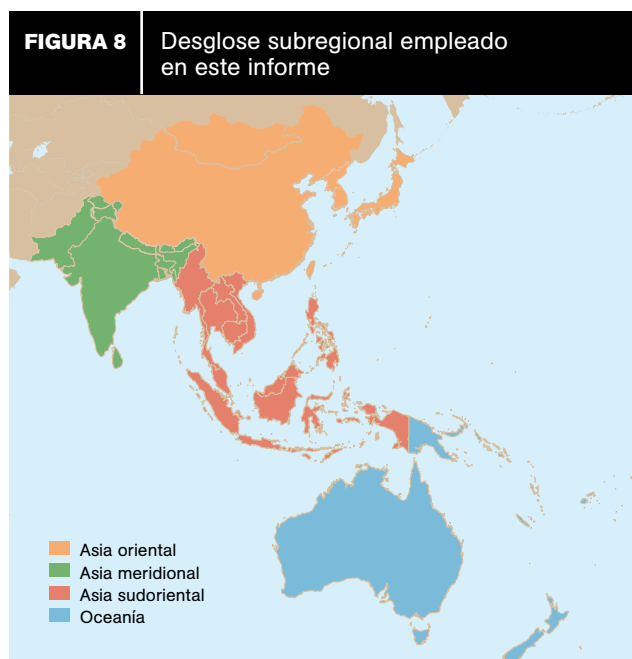 FIGURA 8
Desglose subregional empleado
en este informe
Asia oriental
Asia meridional
Asia sudoriental
Oceanía